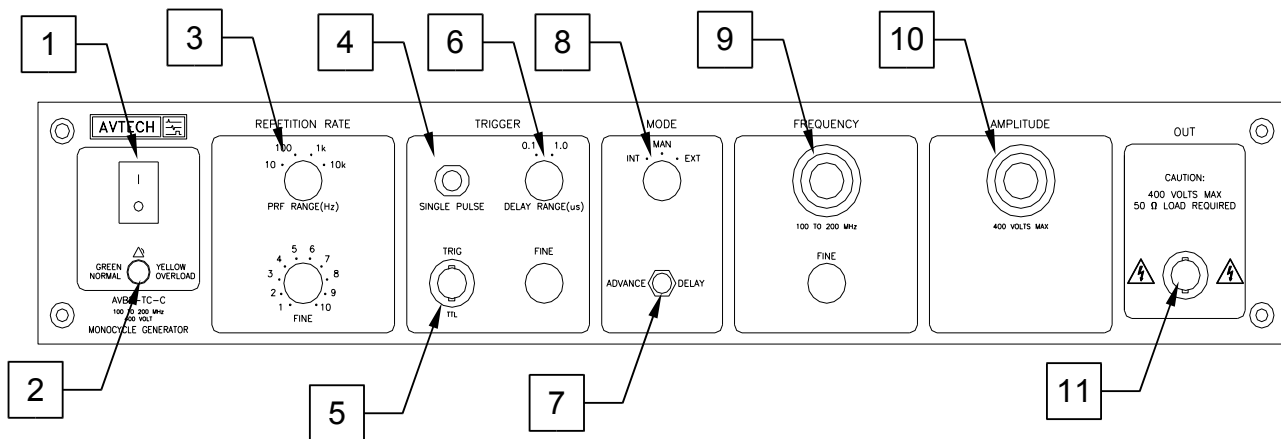 1
3
4
6
8
9
10
AVTECH
REPETITION RATE
TRIGGER
MODE
FREQUENCY
AMPLITUDE
OUT
I
O
GREEN NORMAL
YELLOW OVERLOAD
-TC-C
100 TO 200 MHz
VOLT
MONOCYCLE GENERATOR
10
100
1k
10k
PRF RANGE(Hz)
1
2
3
4
5
6
7
8
9
10
FINE
SINGLE PULSE
0.1
1.0
DELAY RANGE(us)
TRIG
TTL
FINE
INT
MAN
EXT
ADVANCE
DELAY
100 TO 200 MHz
FINE
400 VOLTS MAX
CAUTION:
400 VOLTS MAX
50 Ω LOAD REQUIRED
2
5
7
11